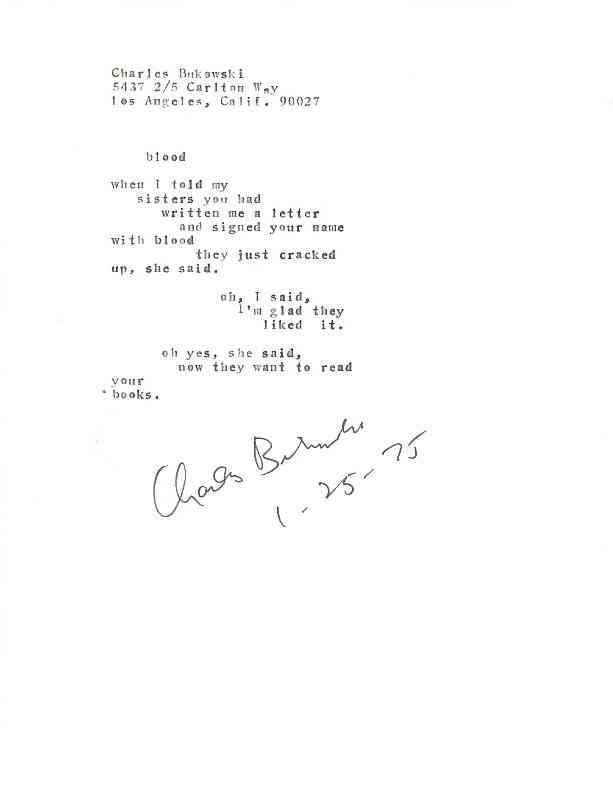 Charles Bukowski
5437 2/5 Carlton Way
los Angeles, Calif. 90027
blood
when I told my
sisters you had
written me a letter
and signed your name
with blood
they just cracked
up, she said.
oh, I said,
I'm glad they
liked it.
oh yes, she said,
now they want to read
your
books.
Charles Bukowski
1-25-75